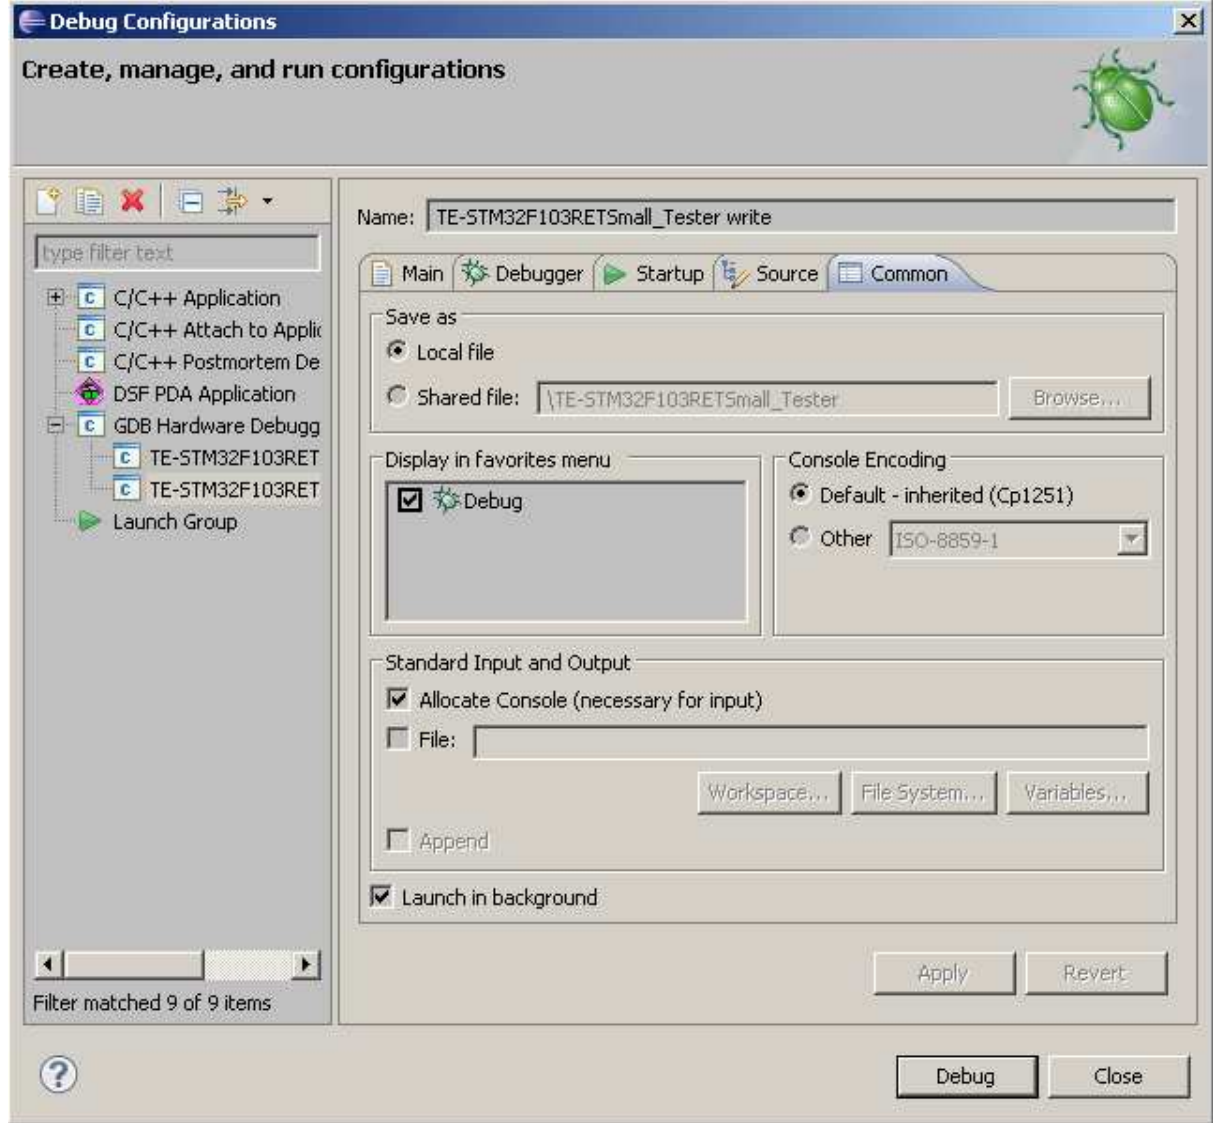 Debug Configurations
Create, manage, and run configurations
type filter text
C/C++ Application
C/C++ Attach to Applic
C/C++ Postmortem De
DSF PDA Application
GDB Hardware Debugg
TE-STM32F103RET
TE-STM32F103RET
Launch Group
Filter matched 9 of 9 items
Name: TE-STM32F103RETSmall_Tester write
Main Debugger Startup Source Common
Save as
Local file
Shared file: \TE-STM32F103RETSmall_Tester Browse...
Display in favorites menu
Debug
Console Encoding
Default - inherited (Cp1251)
Other ISO-8859-1
Standard Input and Output
Allocate Console (necessary for input)
File:
Workspace... File System... Variables...
Append
Launch in background
Apply Revert
Debug Close